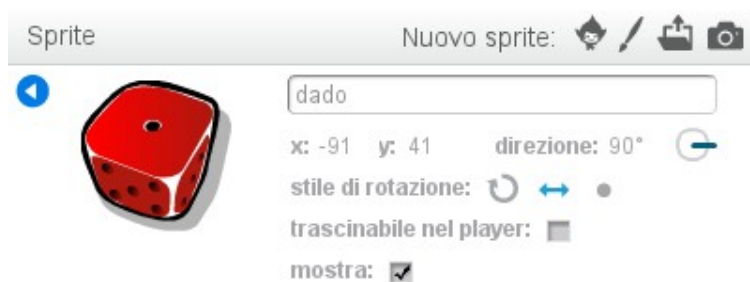 Sprite Nuovo sprite:
dado
x: -91 y: 41 direzione: 90°
stile di rotazione:
trascinabile nel player:
mostra: